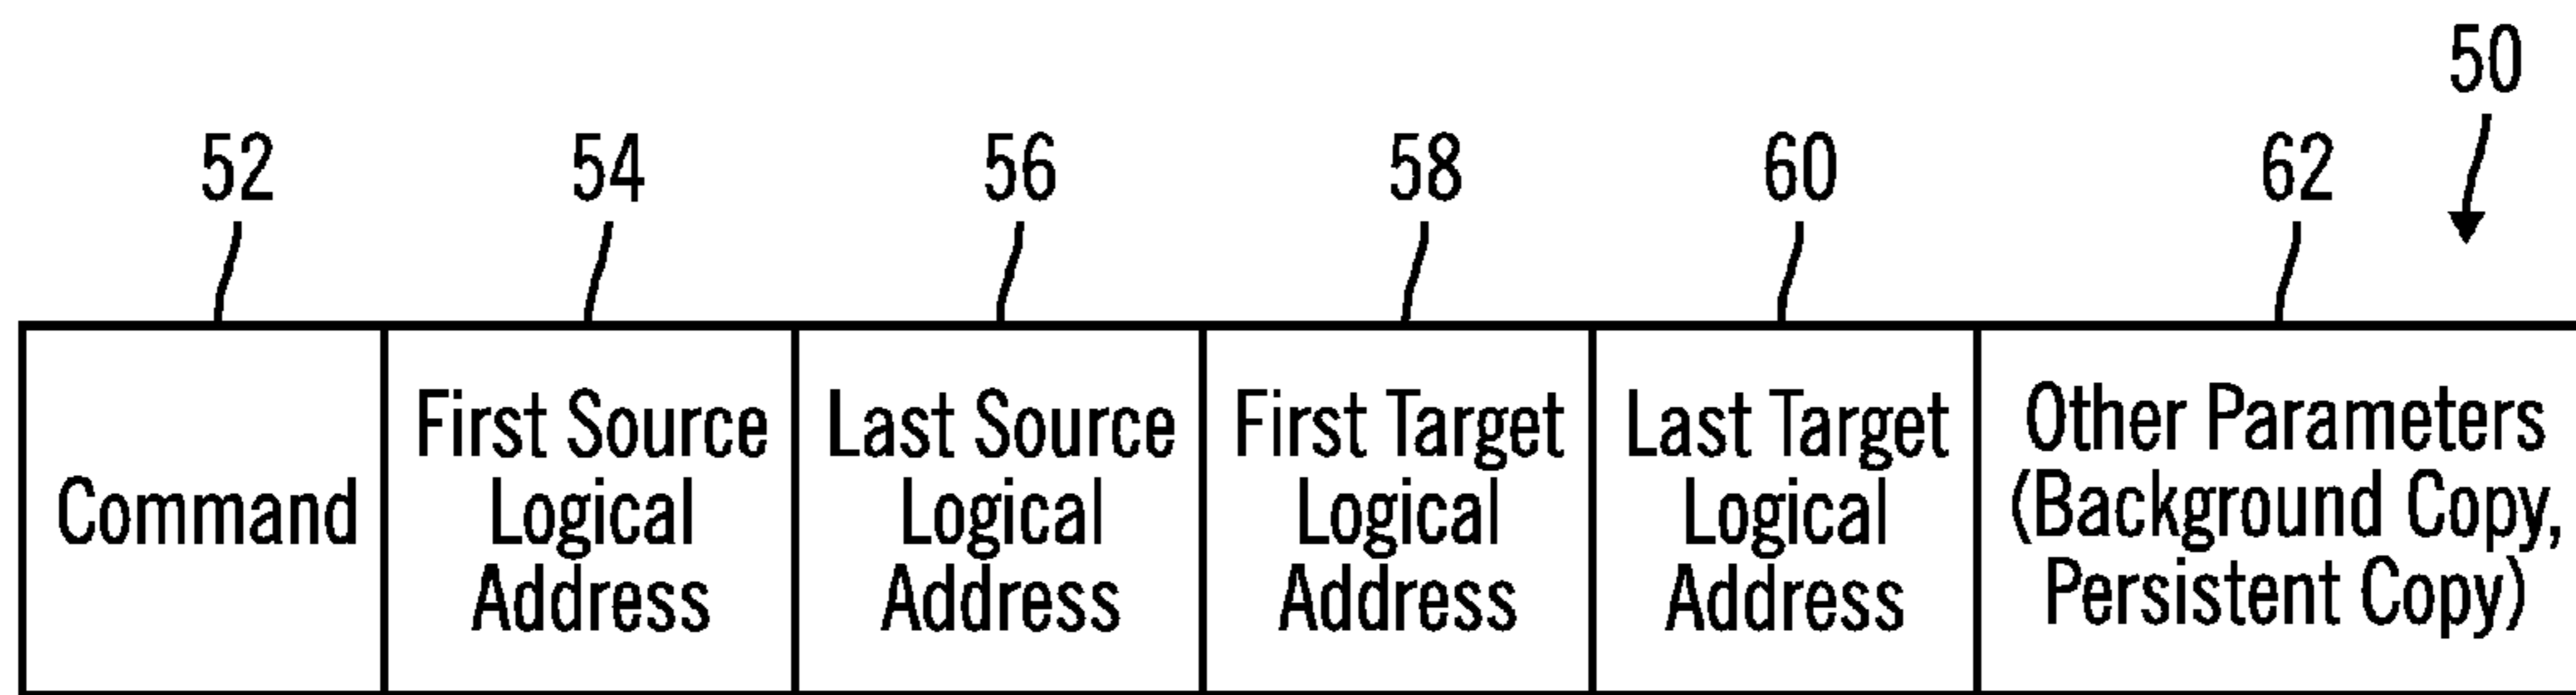 50
52 54 56 58 60 62
Command
First Source
Logical
Address
Last Source
Logical
Address
First Target
Logical
Address
Last Target
Logical
Address
Other Parameters
(Background Copy,
Persistent Copy)